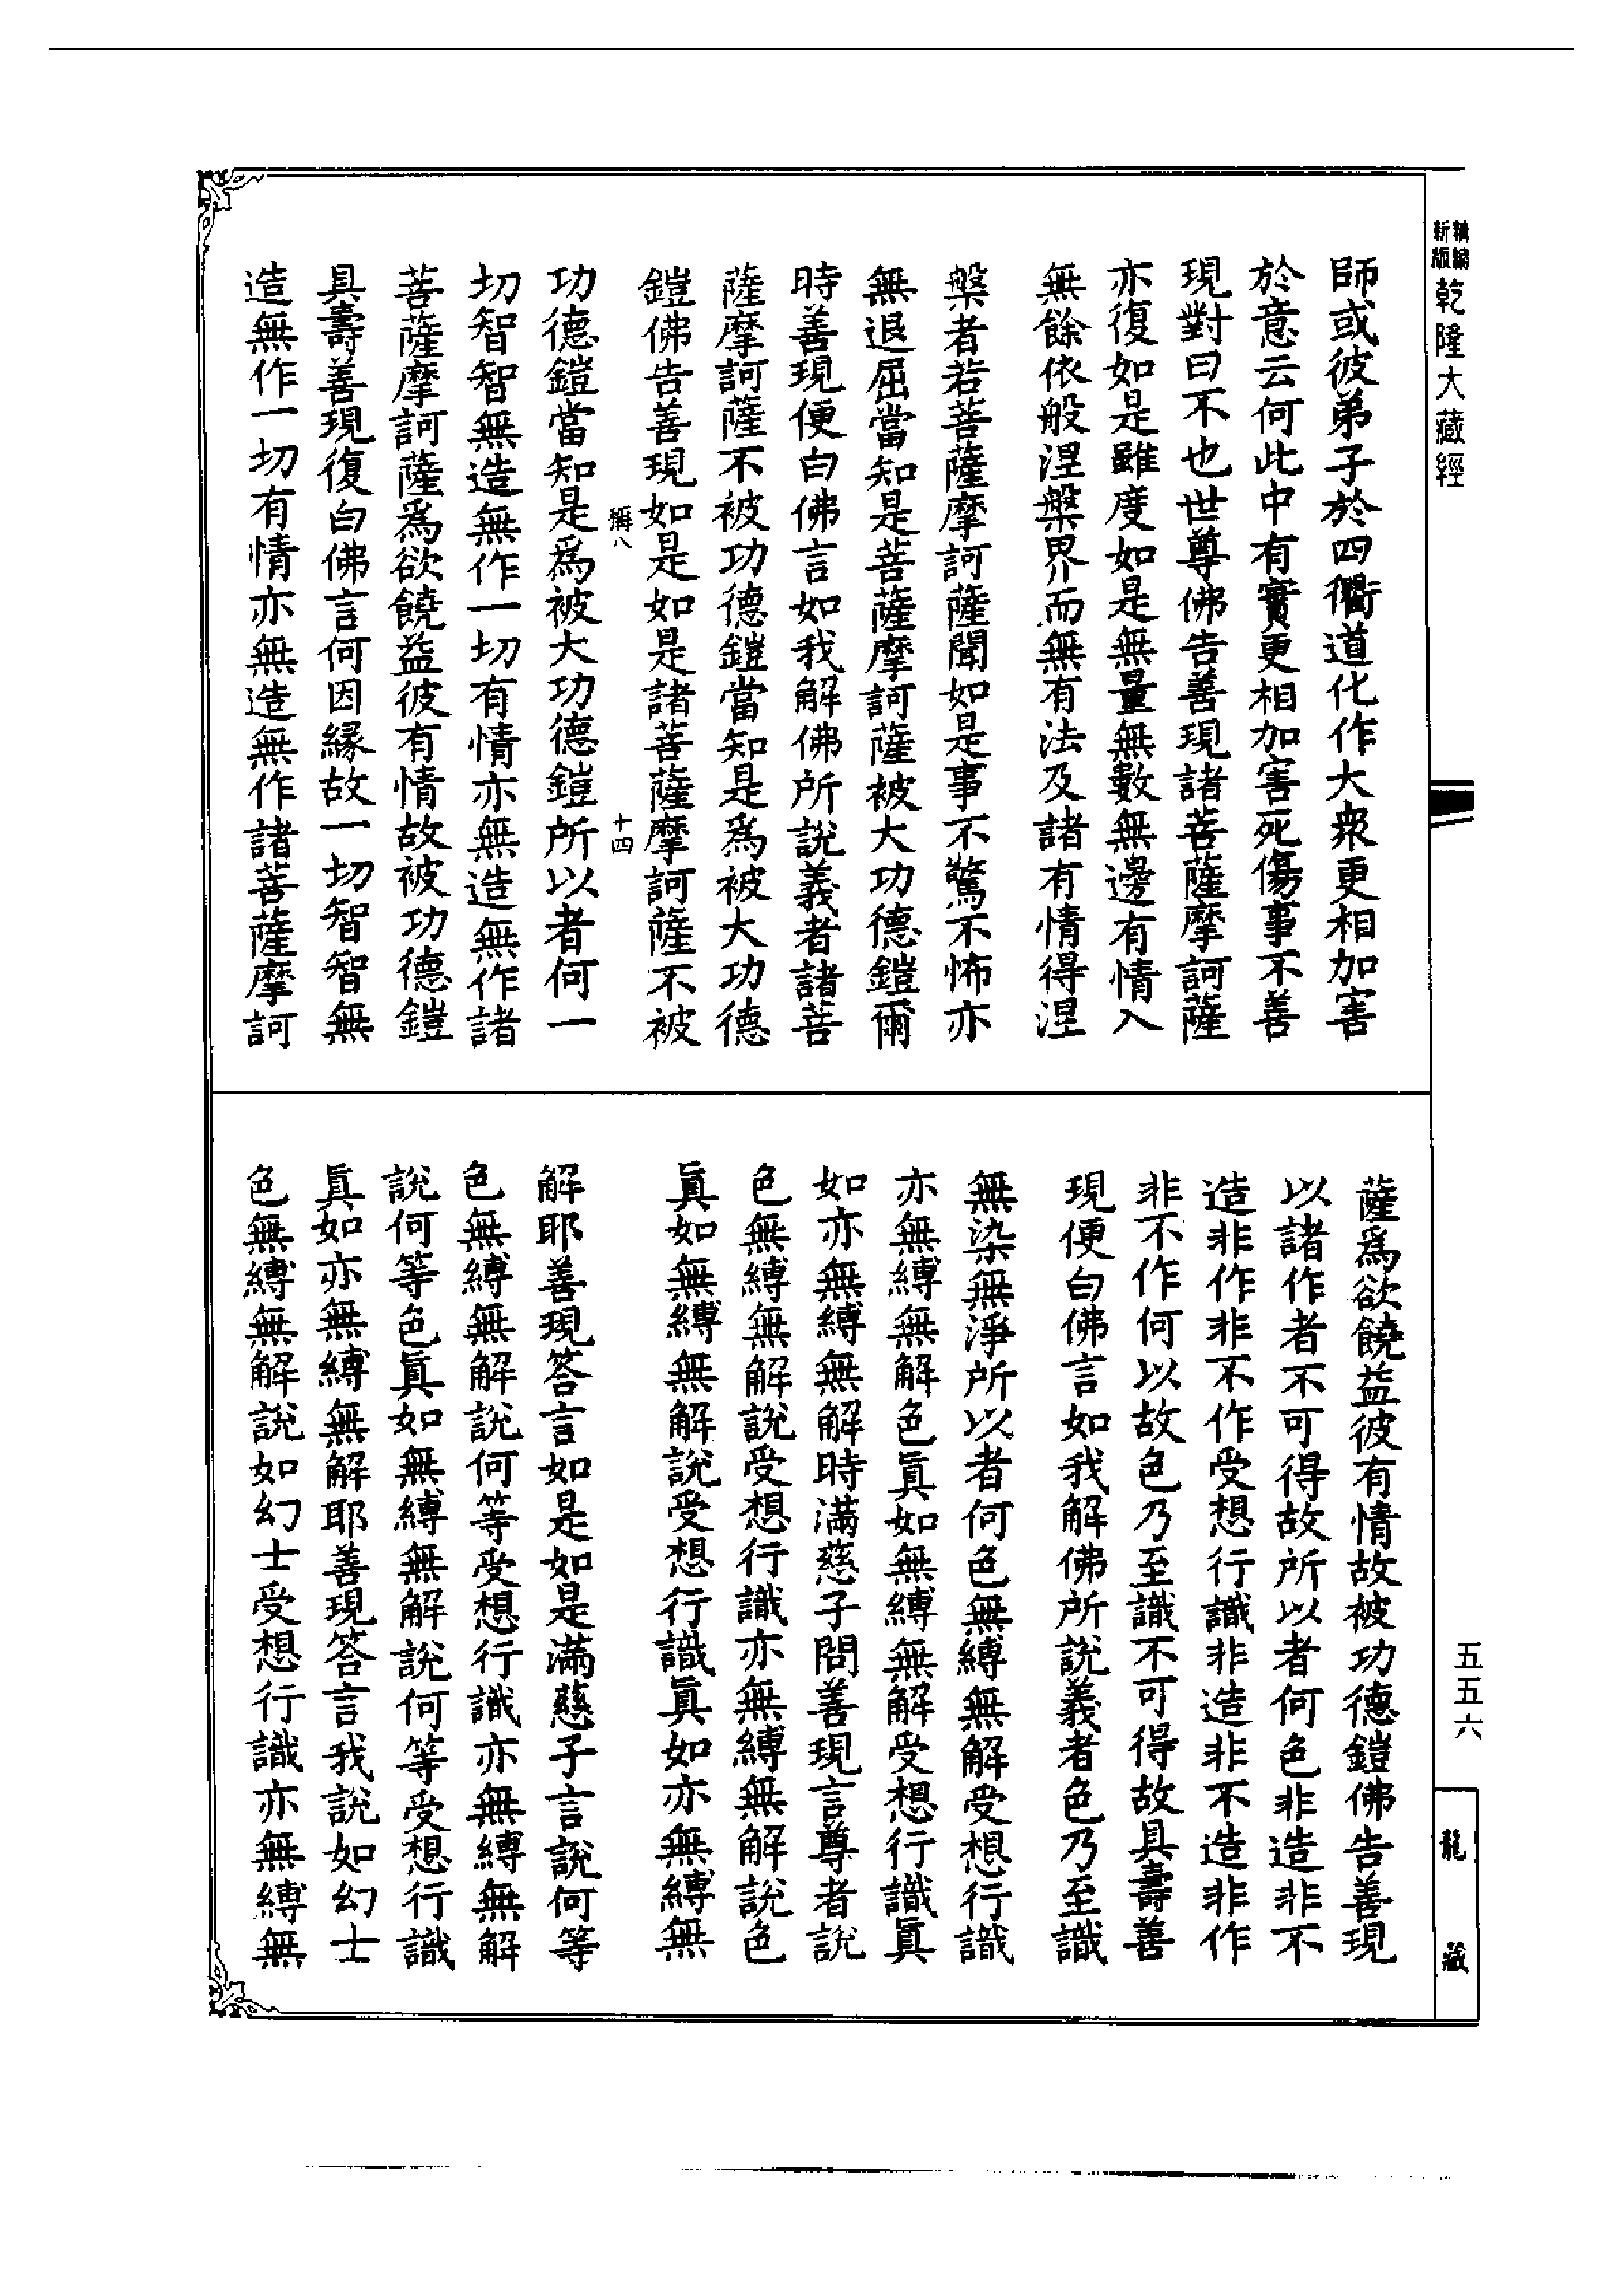 新編
新版
乾隆大藏經
師或彼弟子於四衢道化作大衆更相加害
於意云何此中有實更相加害死傷事不善
現對曰不也世尊佛告善現諸菩薩摩訶薩
亦復如是雖度如是無量無數無邊有情入
無餘依般涅槃界而無有法及諸有情得涅
槃者若菩薩摩訶薩聞如是事不驚不怖亦
無退屈當知是菩薩摩訶薩被大功德鎧爾
時善現便白佛言如我解佛所說義者諸菩
薩摩訶薩不被功德鎧當知是爲被大功德
鎧佛告善現如是如是諸菩薩摩訶薩不被
稱八 十四
功德鎧當知是爲被大功德鎧所以者何一
切智智無造無作一切有情亦無造無作諸
菩薩摩訶薩爲欲饒益彼有情故被功德鎧
具壽善現復白佛言何因緣故一切智智無
造無作一切有情亦無造無作諸菩薩摩訶
薩爲欲饒益彼有情故被功德鎧佛告善現
以諸作者不可得故所以者何色非造非不
造非作非不作受想行識非造非不造非作
非不作何以故色乃至識不可得故具壽善
現便白佛言如我解佛所說義者色乃至識
無染無淨所以者何色無縛無解受想行識
亦無縛無解色眞如無縛無解受想行識眞
如亦無縛無解時滿慈子問善現言尊者說
色無縛無解說受想行識亦無縛無解說色
眞如無縛無解說受想行識眞如亦無縛無
解耶善現答言如是如是滿慈子言說何等
色無縛無解說何等受想行識亦無縛無解
說何等色眞如無縛無解說何等受想行識
眞如亦無縛無解耶善現答言我說如幻士
色無縛無解說如幻士受想行識亦無縛無
五五六
龍藏